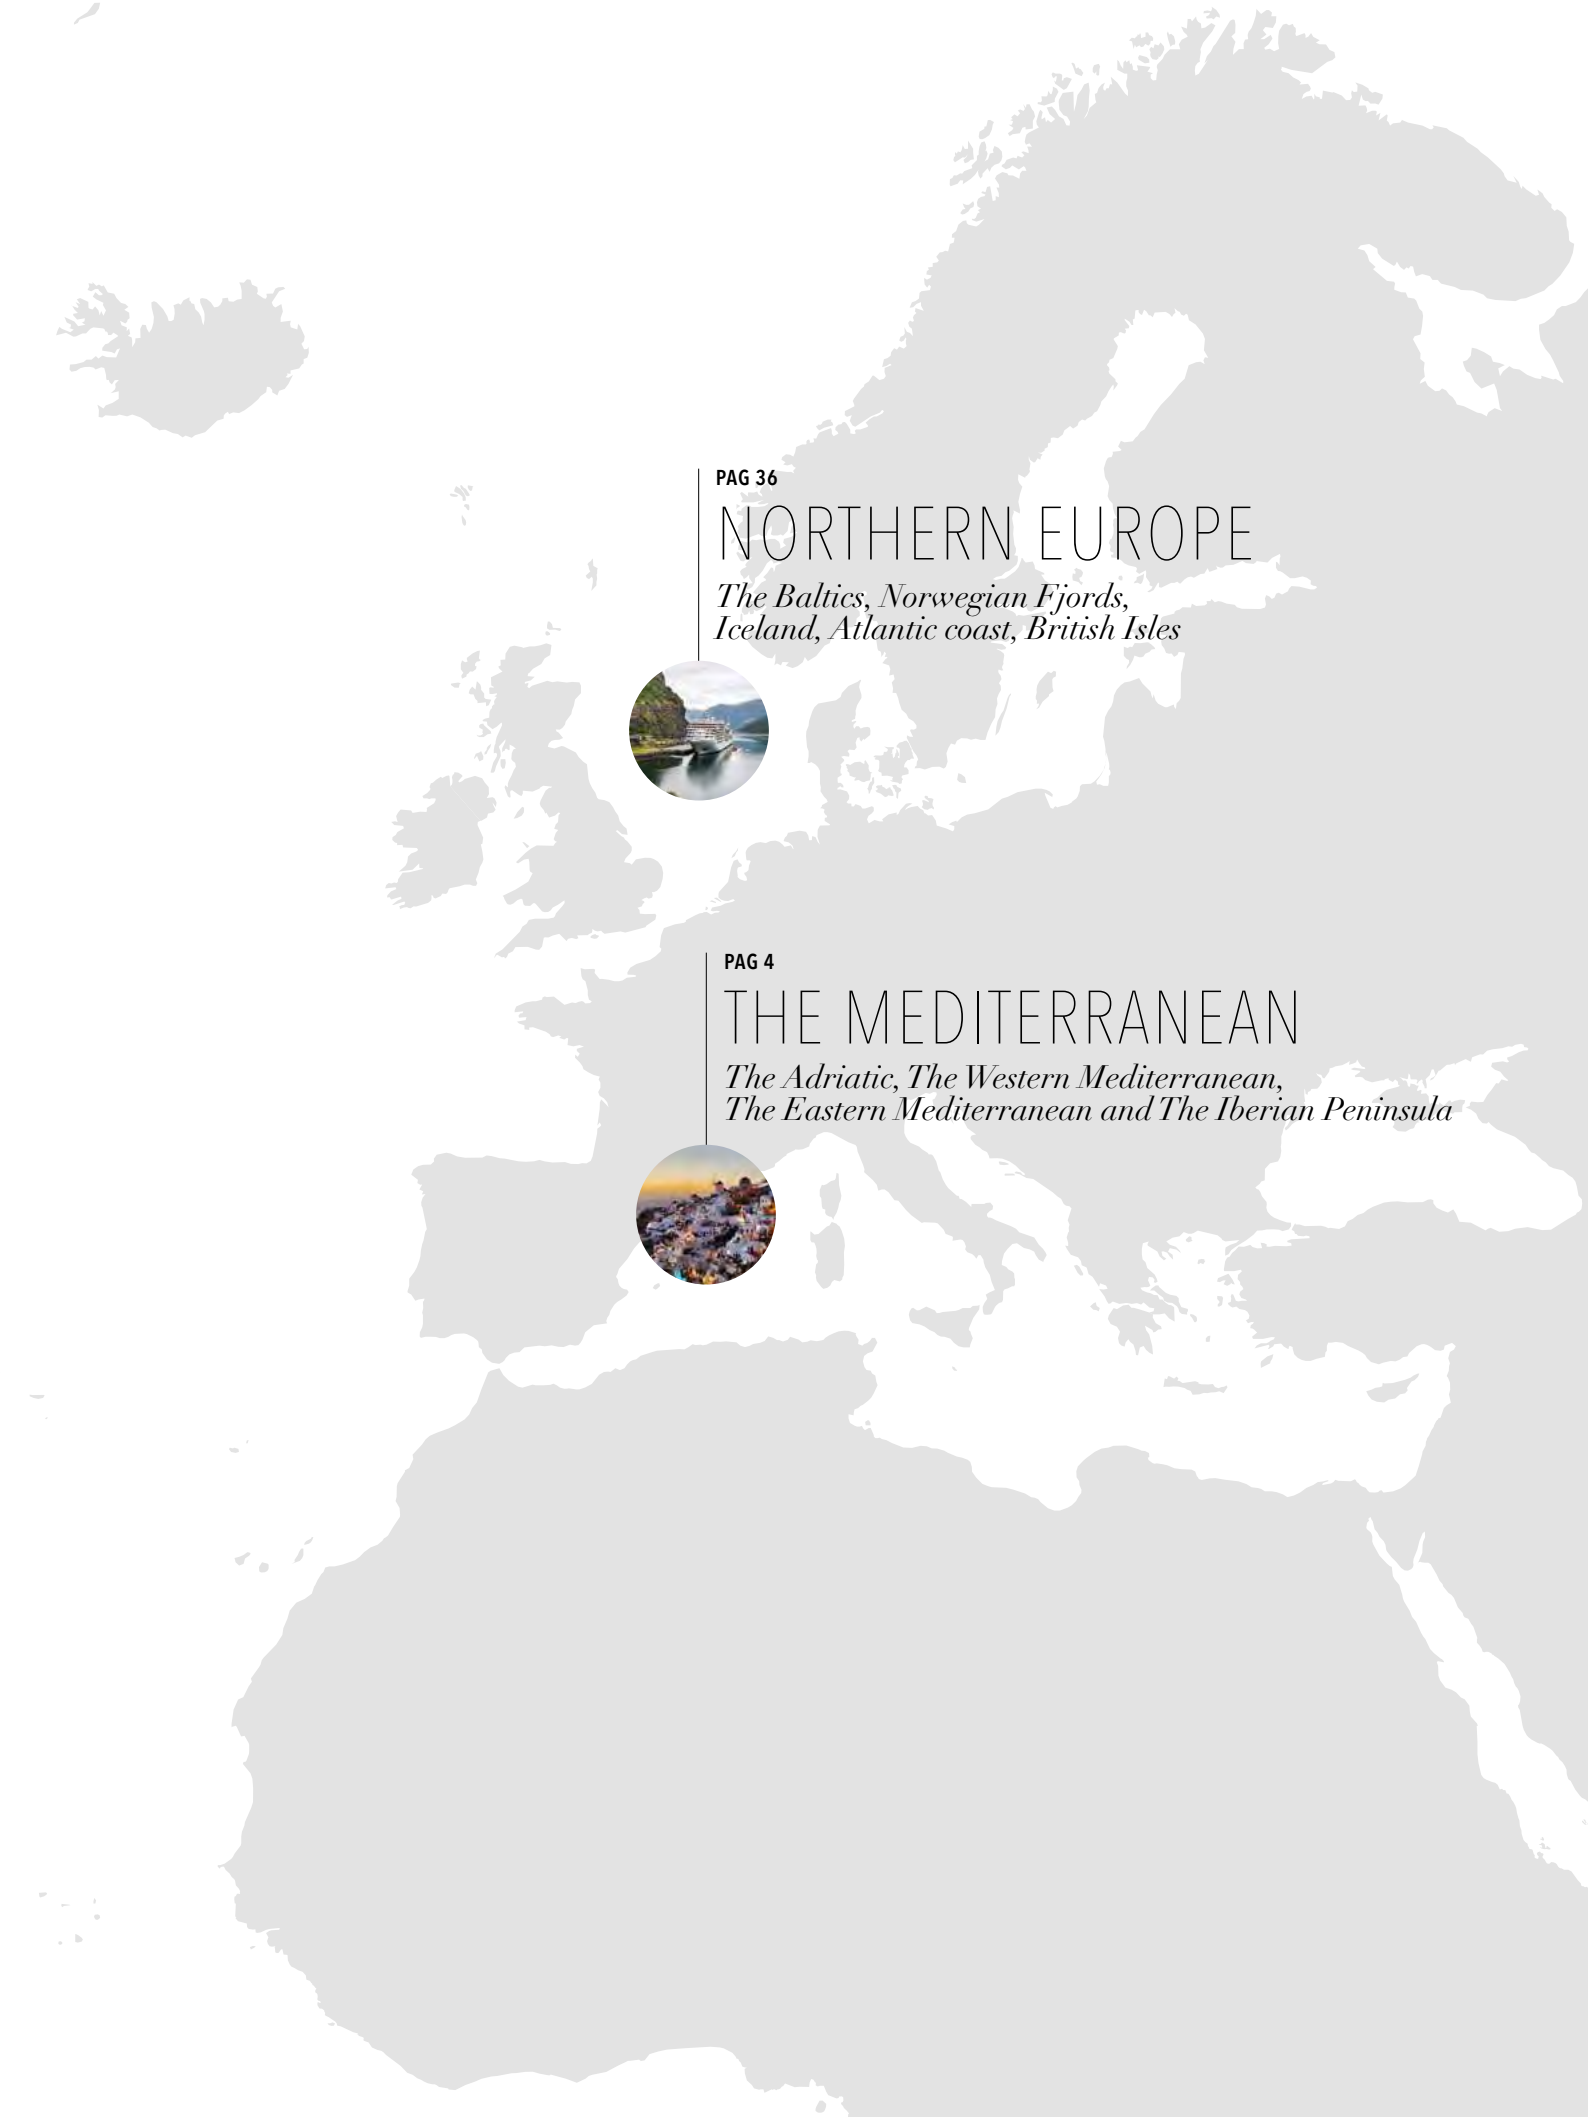 PAG 36
NORTHERN EUROPE
The Baltics, Norwegian Fjords,
Iceland, Atlantic coast, British Isles
PAG 4
THE MEDITERRANEAN
The Adriatic, The Western Mediterranean,
The Eastern Mediterranean and The Iberian Peninsula